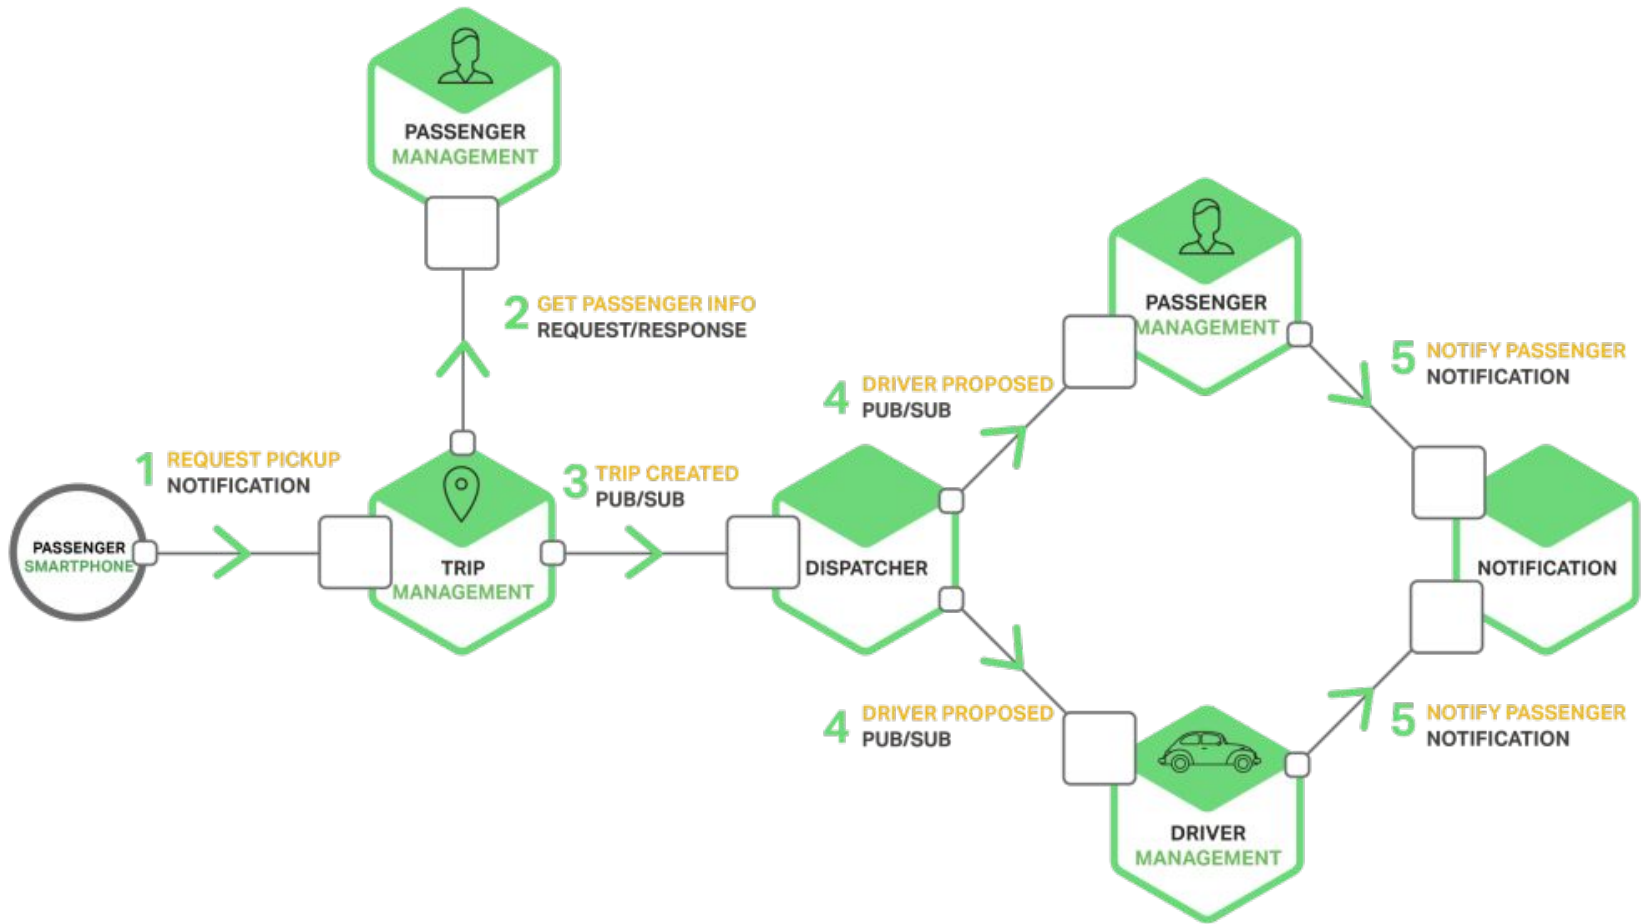 PASSENGER
MANAGEMENT
2 GET PASSENGER INFO
REQUEST/RESPONSE
1 REQUEST PICKUP
NOTIFICATION
PASSENGER
SMARTPHONE
TRIP
MANAGEMENT
3 TRIP CREATED
PUB/SUB
DISPATCHER
4 DRIVER PROPOSED
PUB/SUB
PASSENGER
MANAGEMENT
5 NOTIFY PASSENGER
NOTIFICATION
4 DRIVER PROPOSED
PUB/SUB
DRIVER
MANAGEMENT
5 NOTIFY PASSENGER
NOTIFICATION
NOTIFICATION